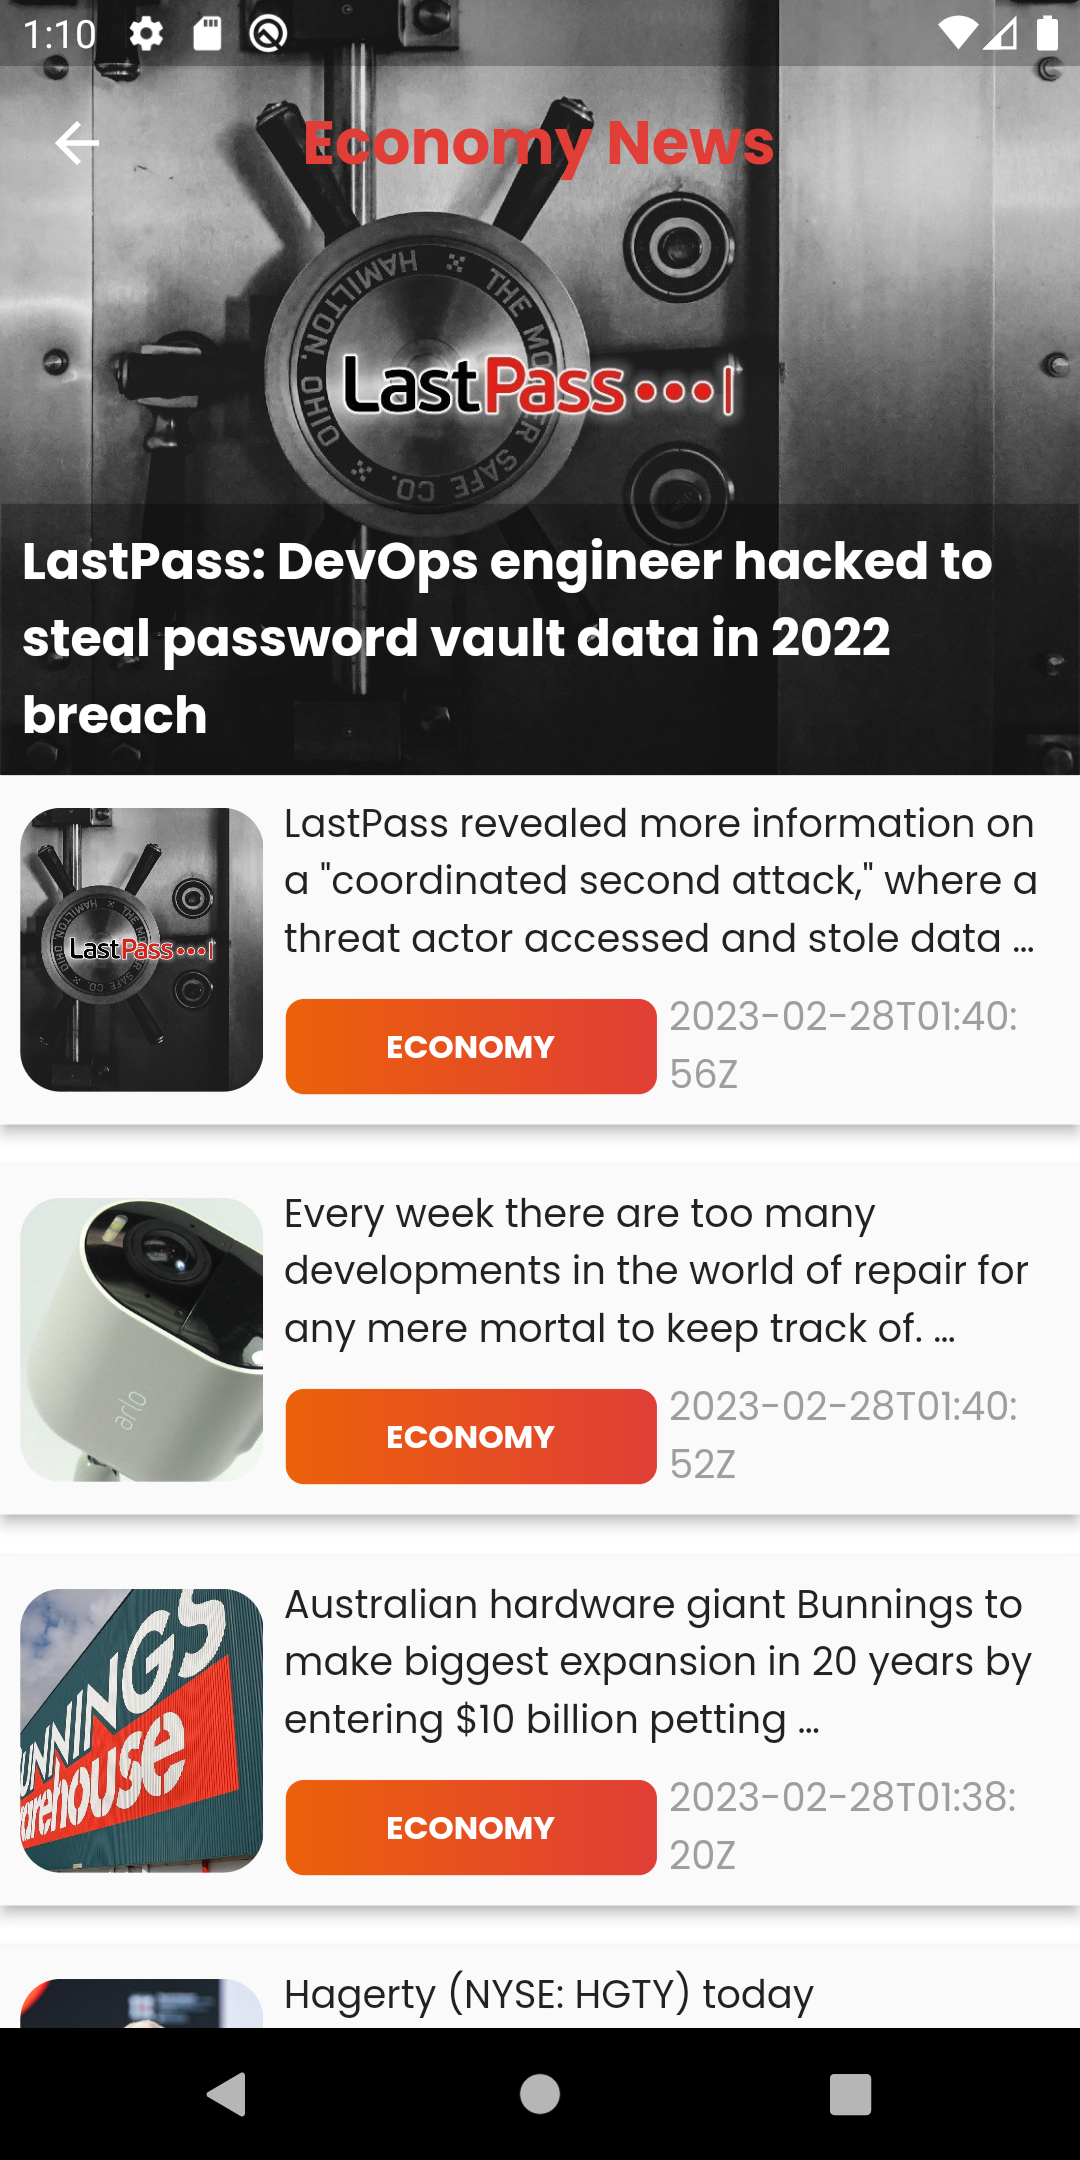 1:10
Economy News
HAMILTON, OHIO THE MOSLER SAFE CO.
LastPass •••|
LastPass: DevOps engineer hacked to
steal password vault data in 2022
breach
LastPass revealed more information on
a "coordinated second attack," where a
threat actor accessed and stole data ...
LastPass •••|
ECONOMY
2023-02-28T01:40:
56Z
Every week there are too many
developments in the world of repair for
any mere mortal to keep track of. ...
arlo
ECONOMY
2023-02-28T01:40:
52Z
Australian hardware giant Bunnings to
make biggest expansion in 20 years by
entering $10 billion petting ...
UNNINGS
arehouse
ECONOMY
2023-02-28T01:38:
20Z
Hagerty (NYSE: HGTY) today